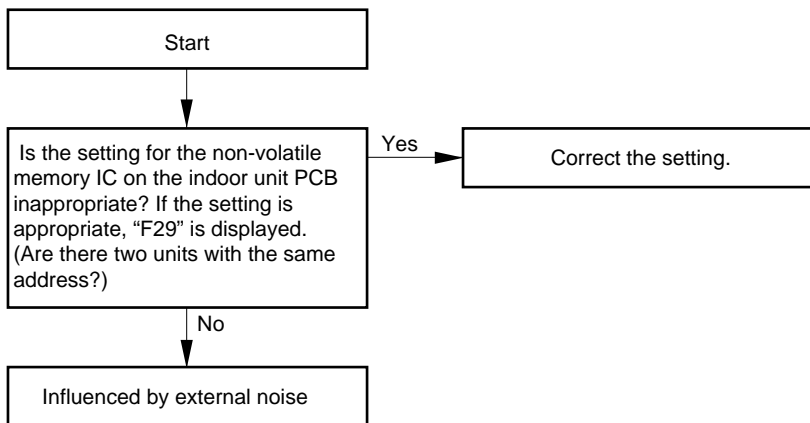 Start
Is the setting for the non-volatile
memory IC on the indoor unit PCB
inappropriate? If the setting is
appropriate, “F29” is displayed.
(Are there two units with the same
address?)
Yes
Correct the setting.
No
Influenced by external noise